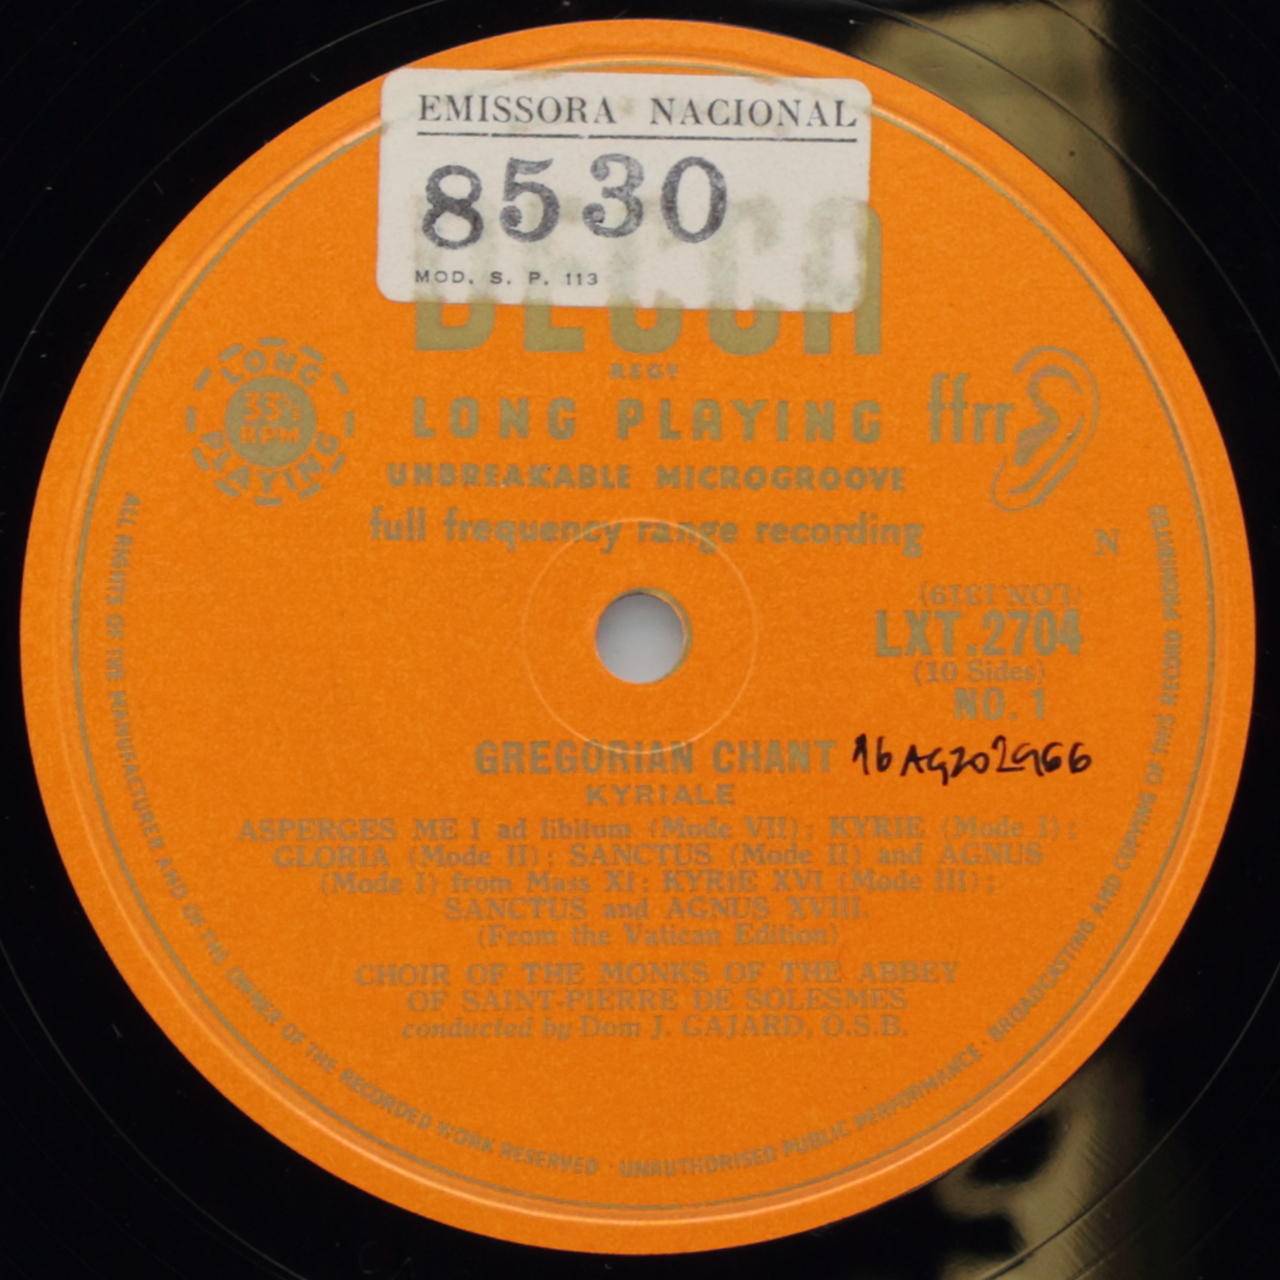 EMISSORA NACIONAL
8530
MOD. S. P. 113
DECCA
REGD
LONG PLAYING
33⅓ RPM
LONG PLAYING
ffrr
UNBREAKABLE MICROGROOVE
full frequency range recording
N
(LON.1319)
LXT.2704
(10 Sides)
NO. 1
GREGORIAN CHANT
KYRIALE
ASPERGES ME I ad libitum (Mode VII); KYRIE (Mode I);
GLORIA (Mode II); SANCTUS (Mode II) and AGNUS
(Mode I) from Mass XI; KYRIE XVI (Mode III);
SANCTUS and AGNUS XVIII.
(From the Vatican Edition)
CHOIR OF THE MONKS OF THE ABBEY
OF SAINT-PIERRE DE SOLESMES
conducted by Dom J. GAJARD, O.S.B.
ALL RIGHTS OF THE MANUFACTURER AND OF THE OWNER OF THE RECORDED WORK RESERVED · UNAUTHORISED PUBLIC PERFORMANCE · BROADCASTING AND COPYING OF THIS RECORD PROHIBITED